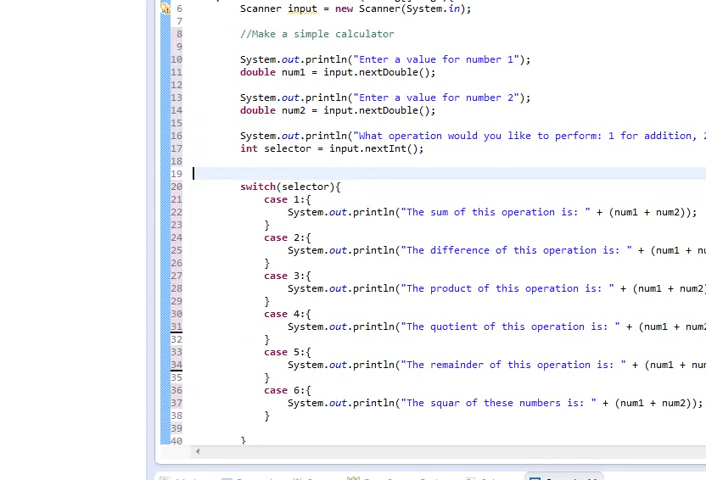 6 Scanner input = new Scanner(System.in);
7
8 //Make a simple calculator
9
10 System.out.println("Enter a value for number 1");
11 double num1 = input.nextDouble();
12
13 System.out.println("Enter a value for number 2");
14 double num2 = input.nextDouble();
15
16 System.out.println("What operation would you like to perform: 1 for addition, 2
17 int selector = input.nextInt();
18
19
20 switch(selector){
21 case 1:{
22 System.out.println("The sum of this operation is: " + (num1 + num2));
23 }
24 case 2:{
25 System.out.println("The difference of this operation is: " + (num1 + nu
26 }
27 case 3:{
28 System.out.println("The product of this operation is: " + (num1 + num2)
29 }
30 case 4:{
31 System.out.println("The quotient of this operation is: " + (num1 + num2
32 }
33 case 5:{
34 System.out.println("The remainder of this operation is: " + (num1 + num
35 }
36 case 6:{
37 System.out.println("The squar of these numbers is: " + (num1 + num2));
38 }
39
40 }